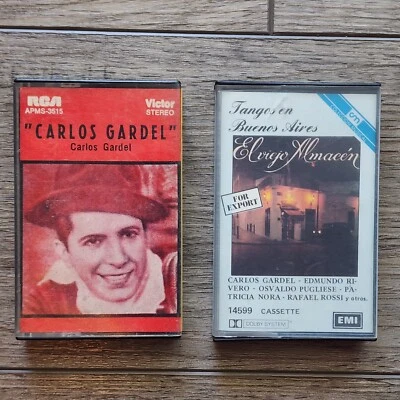 RCA
APMS-3615
Victor
STEREO
"CARLOS GARDEL"
Carlos Gardel
Tangos en
Buenos Aires
El viejo Almacén
FOR
EXPORT
CARLOS GARDEL - EDMUNDO RI-
VERO - OSVALDO PUGLIESE - PA-
TRICIA NORA - RAFAEL ROSSI y otros.
14599 CASSETTE
DOLBY SYSTEM
EMI